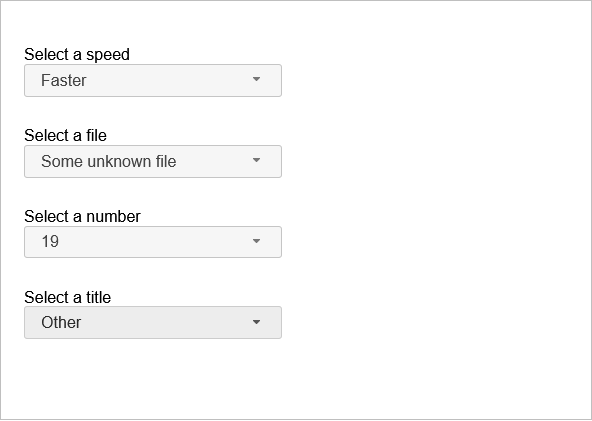 Select a speed
Faster
Select a file
Some unknown file
Select a number
19
Select a title
Other